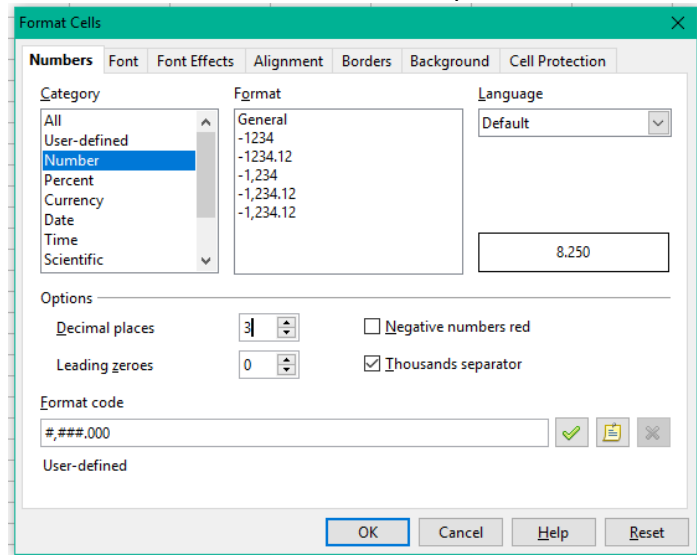 Format Cells
Numbers Font Font Effects Alignment Borders Background Cell Protection
Category
All
User-defined
Number
Percent
Currency
Date
Time
Scientific
Format
General
-1234
-1234.12
-1,234
-1,234.12
-1,234.12
Language
Default
8.250
Options
Decimal places 3
Negative numbers red
Leading zeroes 0
Thousands separator
Format code
#,###.000
User-defined
OK Cancel Help Reset